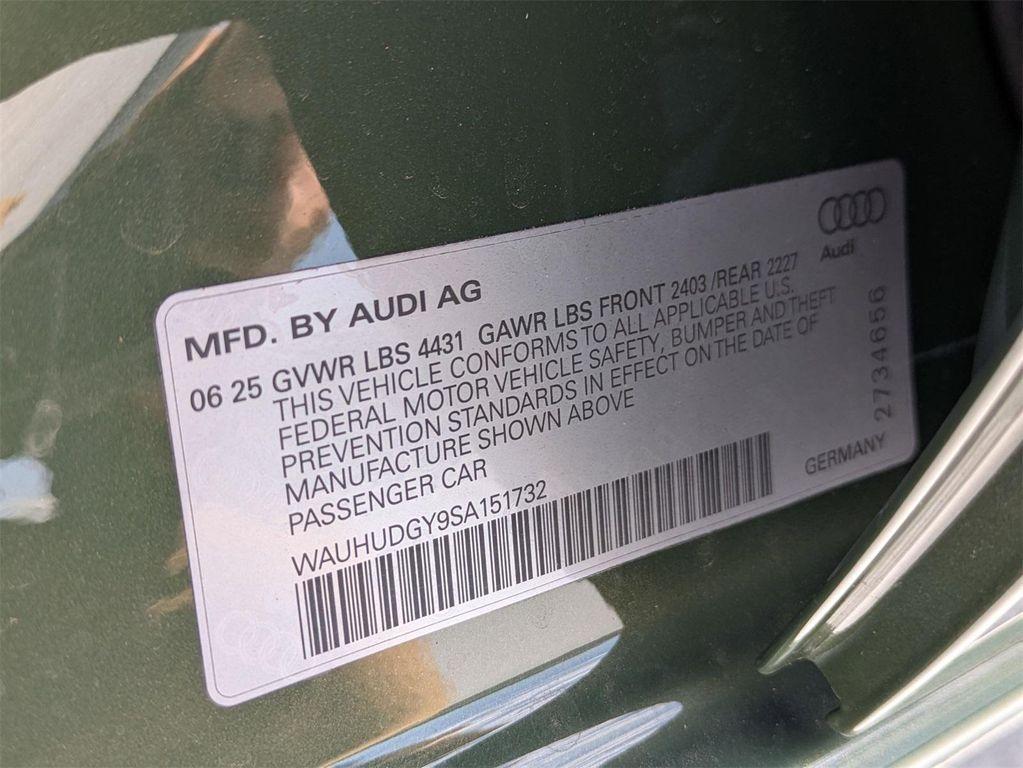 Audi
MFD. BY AUDI AG
06 25 GVWR LBS 4431 GAWR LBS FRONT 2403 /REAR 2227
THIS VEHICLE CONFORMS TO ALL APPLICABLE U.S.
FEDERAL MOTOR VEHICLE SAFETY, BUMPER AND THEFT
PREVENTION STANDARDS IN EFFECT ON THE DATE OF
MANUFACTURE SHOWN ABOVE
PASSENGER CAR
WAUHUDGY9SA151732
GERMANY
2734656